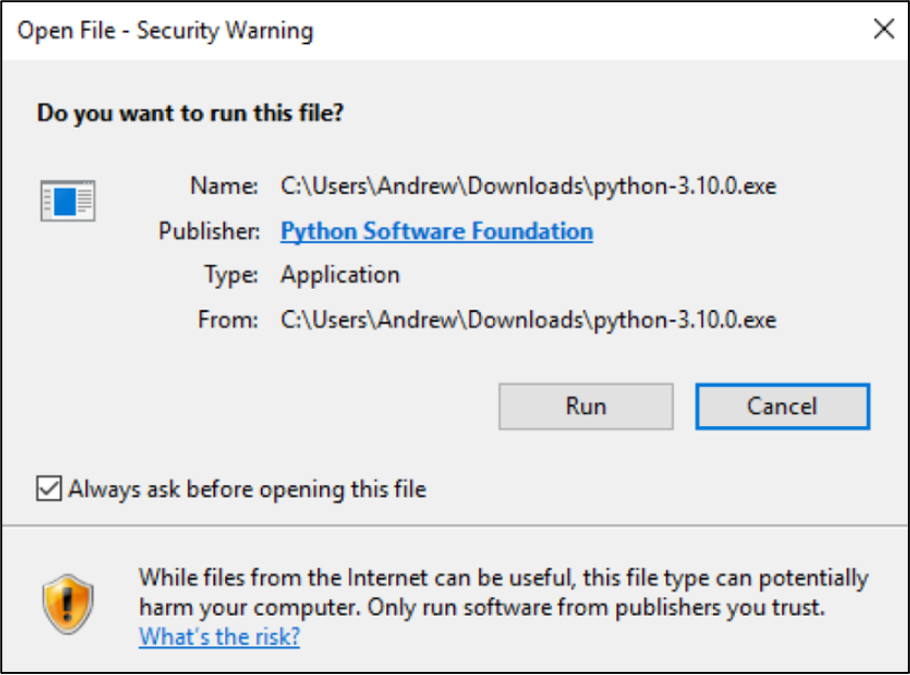 Open File - Security Warning
Do you want to run this file?
Name: C:\Users\Andrew\Downloads\python-3.10.0.exe
Publisher: Python Software Foundation
Type: Application
From: C:\Users\Andrew\Downloads\python-3.10.0.exe
Run Cancel
Always ask before opening this file
While files from the Internet can be useful, this file type can potentially
harm your computer. Only run software from publishers you trust.
What's the risk?